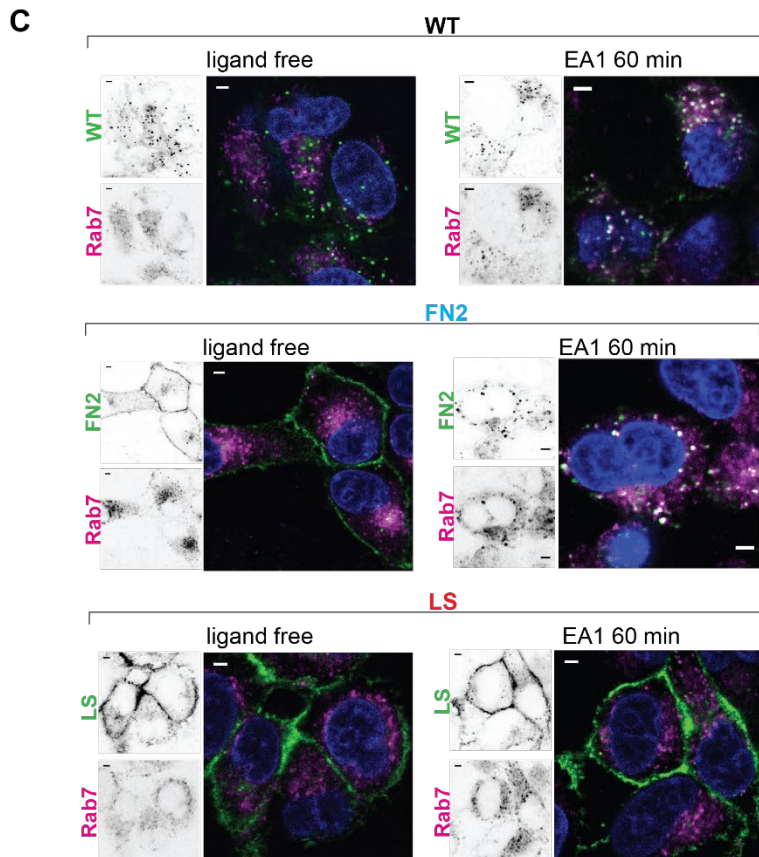 C
WT
ligand free
EA1 60 min
WT
Rab7
WT
Rab7
FN2
ligand free
EA1 60 min
FN2
Rab7
FN2
Rab7
LS
ligand free
EA1 60 min
LS
Rab7
LS
Rab7